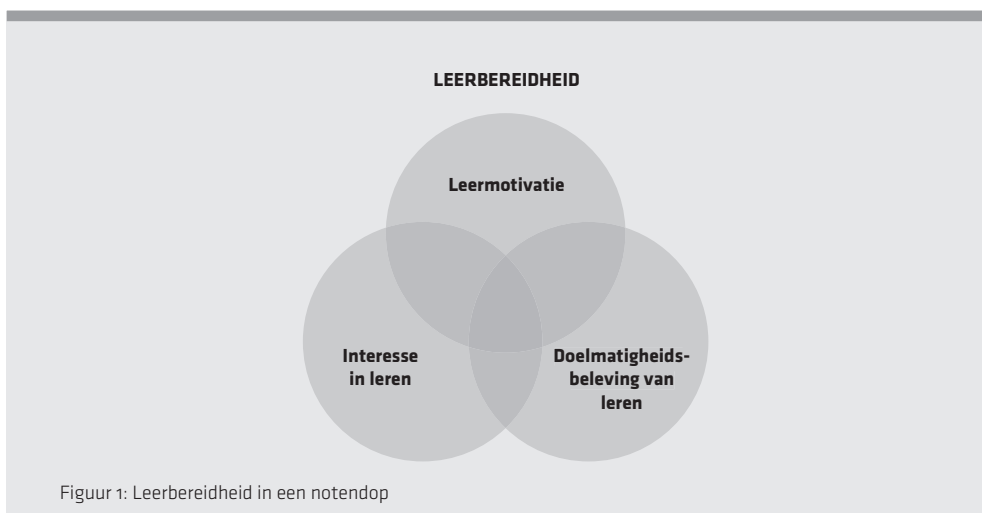 LEERBEREIDHEID
Leermotivatie
Interesse
in leren
Doelmatigheids-
beleving van
leren
Figuur 1: Leerbereidheid in een notendop